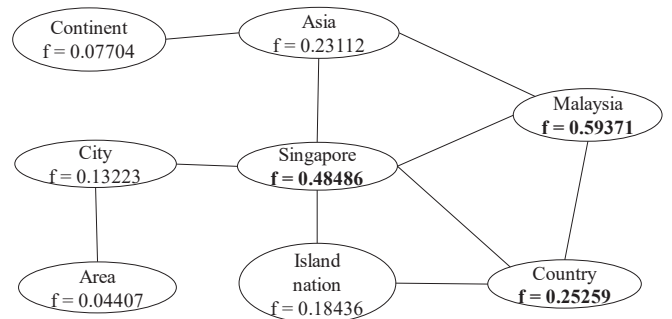 Continent
f = 0.07704
Asia
f = 0.23112
Malaysia
f = 0.59371
City
f = 0.13223
Singapore
f = 0.48486
Area
f = 0.04407
Island
nation
f = 0.18436
Country
f = 0.25259